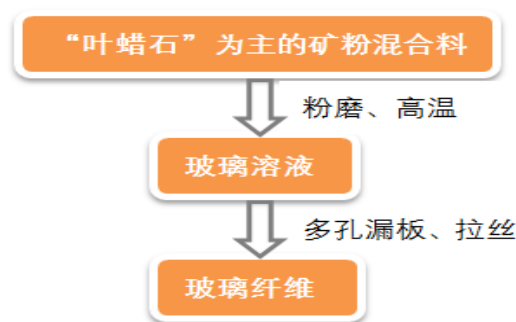 “叶蜡石”为主的矿粉混合料
粉磨、高温
玻璃溶液
多孔漏板、拉丝
玻璃纤维